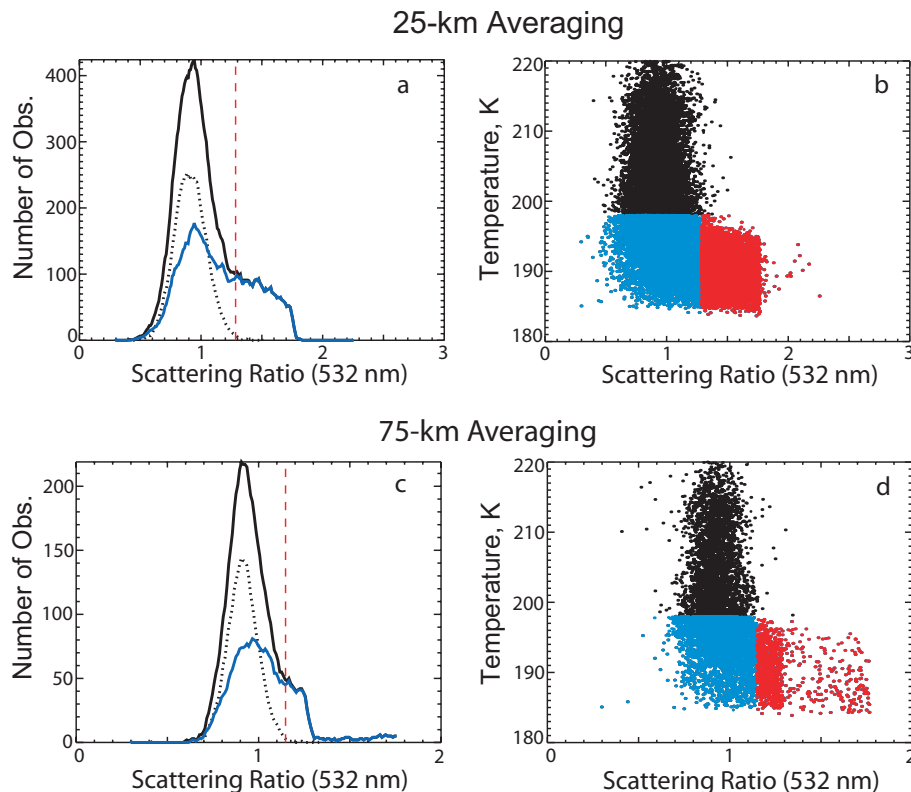 25-km Averaging
a
400
300
200
100
0
0 1 2 3
Number of Obs.
Scattering Ratio (532 nm)
b
220
210
200
190
180
0 1 2 3
Temperature, K
Scattering Ratio (532 nm)
75-km Averaging
c
200
150
100
50
0
0 1 2
Number of Obs.
Scattering Ratio (532 nm)
d
220
210
200
190
180
0 1 2
Temperature, K
Scattering Ratio (532 nm)